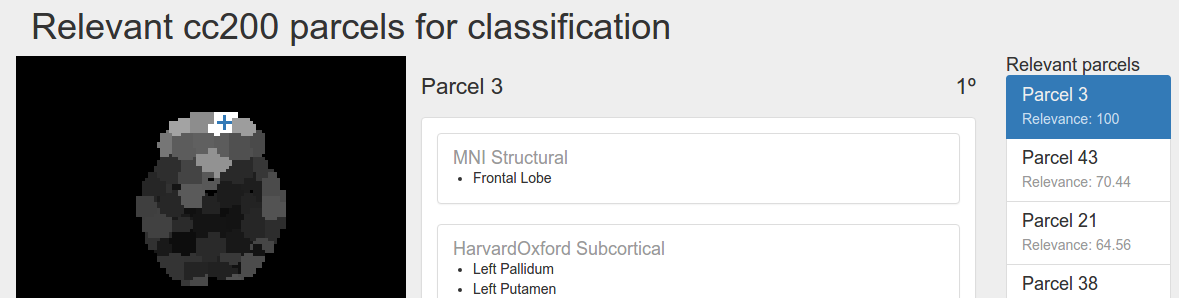 Relevant cc200 parcels for classification
Parcel 3
1º
MNI Structural
Frontal Lobe
HarvardOxford Subcortical
Left Pallidum
Left Putamen
Relevant parcels
Parcel 3
Relevance: 100
Parcel 43
Relevance: 70.44
Parcel 21
Relevance: 64.56
Parcel 38